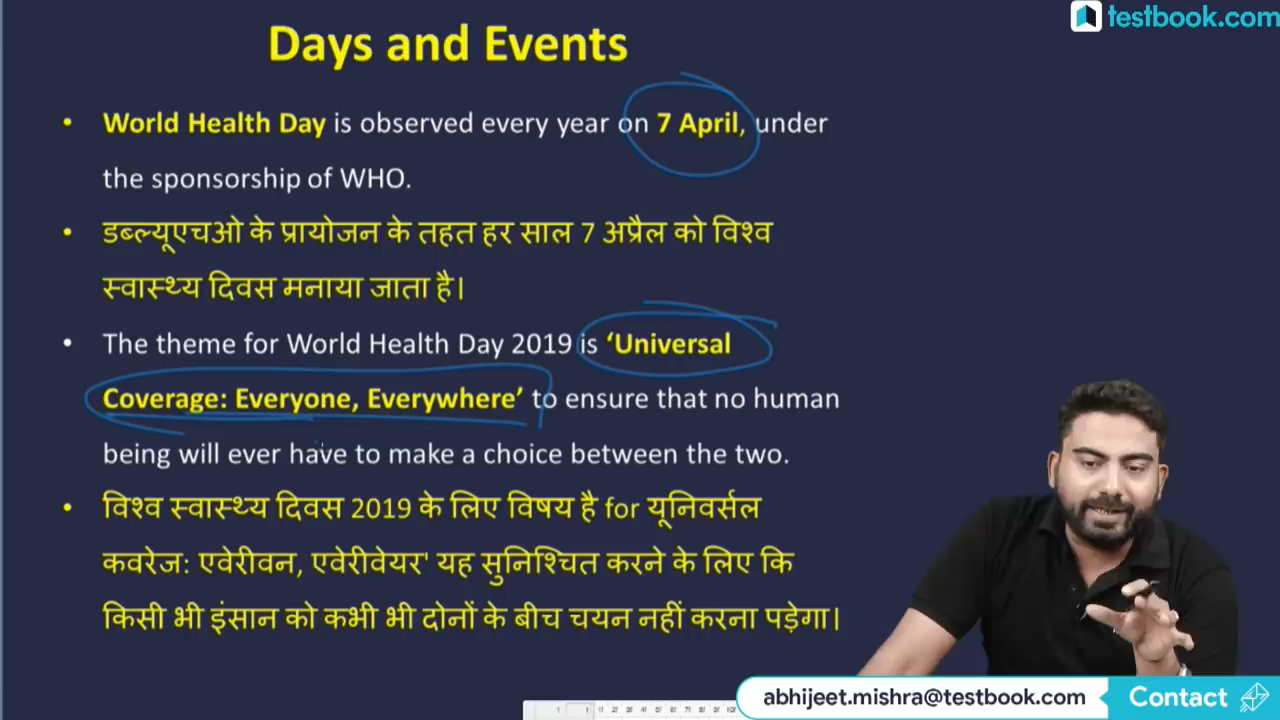 testbook.com
Days and Events
• World Health Day is observed every year on 7 April, under
the sponsorship of WHO.
• डब्ल्यूएचओ के प्रायोजन के तहत हर साल 7 अप्रैल को विश्व
स्वास्थ्य दिवस मनाया जाता है।
• The theme for World Health Day 2019 is ‘Universal
Coverage: Everyone, Everywhere’ to ensure that no human
being will ever have to make a choice between the two.
• विश्व स्वास्थ्य दिवस 2019 के लिए विषय है for यूनिवर्सल
कवरेज: एवेरीवन, एवेरीवेयर' यह सुनिश्चित करने के लिए कि
किसी भी इंसान को कभी भी दोनों के बीच चयन नहीं करना पड़ेगा।
abhijeet.mishra@testbook.com Contact